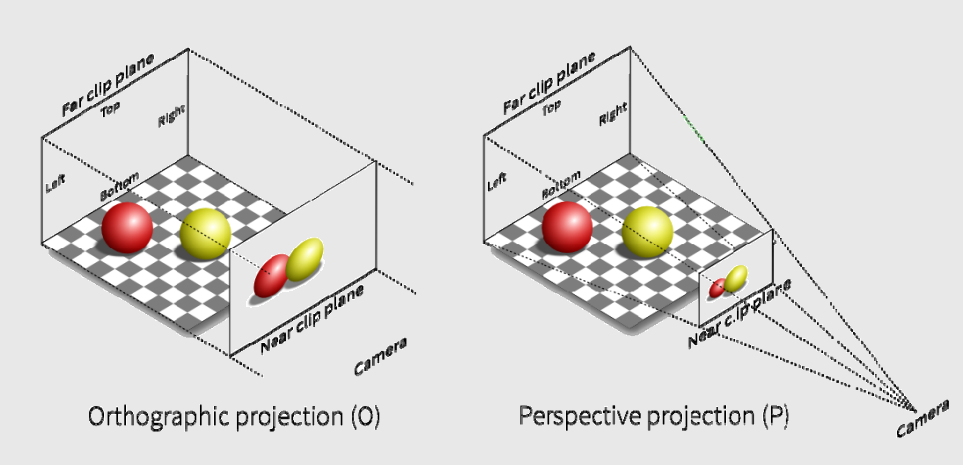 Far clip plane
Top
Right
Left
Bottom
Near clip plane
Camera
Orthographic projection (O)
Far clip plane
Top
Right
Left
Bottom
Near clip plane
Camera
Perspective projection (P)